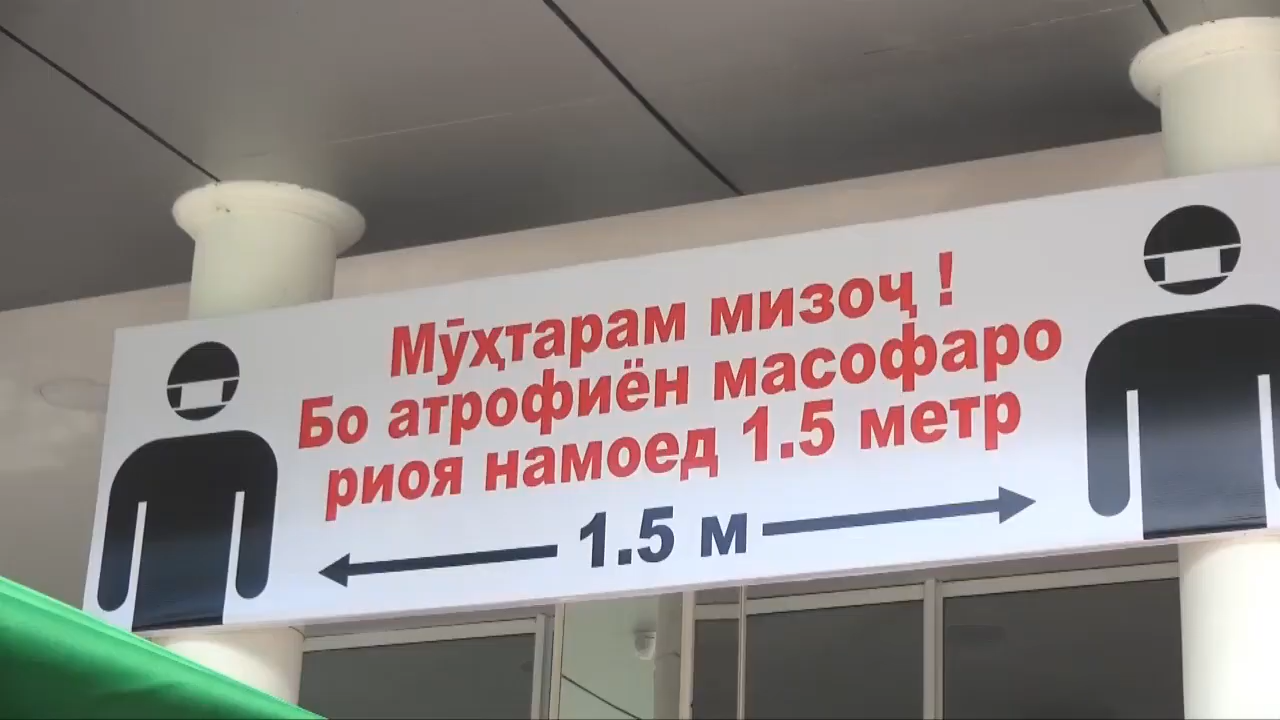 Мӯҳтарам мизоҷ !
Бо атрофиён масофаро
риоя намоед 1.5 метр
1.5 м